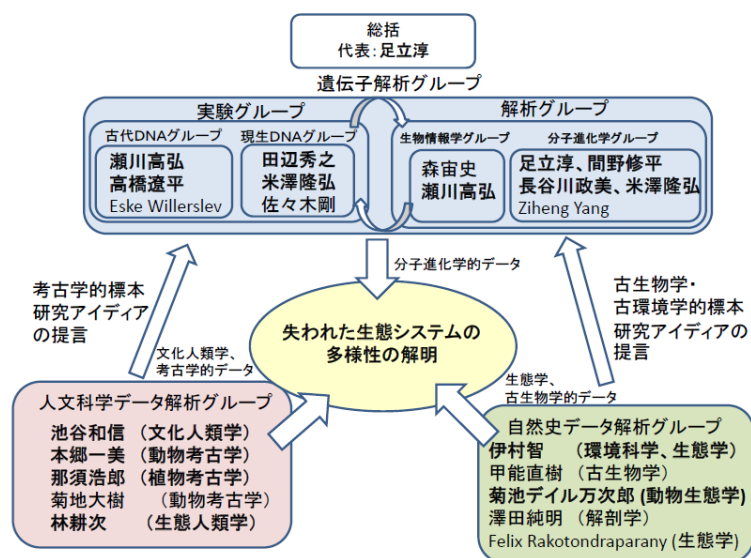 総括
代表：足立淳
遺伝子解析グループ
実験グループ
解析グループ
古代DNAグループ
瀬川高弘
高橋遼平
Eske Willerslev
現生DNAグループ
田辺秀之
米澤隆弘
佐々木剛
生物情報学グループ
森宙史
瀬川高弘
分子進化学グループ
足立淳、間野修平
長谷川政美、米澤隆弘
Ziheng Yang
考古学的標本
研究アイディア
の提言
分子進化学的データ
古生物学・
古環境学的標本
研究アイディアの
提言
失われた生態システムの
多様性の解明
文化人類学、
考古学的データ
生態学、
古生物学的データ
人文科学データ解析グループ
池谷和信 （文化人類学）
本郷一美 （動物考古学）
那須浩郎 （植物考古学）
菊地大樹 （動物考古学）
林耕次 （生態人類学）
自然史データ解析グループ
伊村智 （環境科学、生態学）
甲能直樹 （古生物学）
菊池デイル万次郎 (動物生態学)
澤田純明 （解剖学）
Felix Rakotondraparany (生態学)